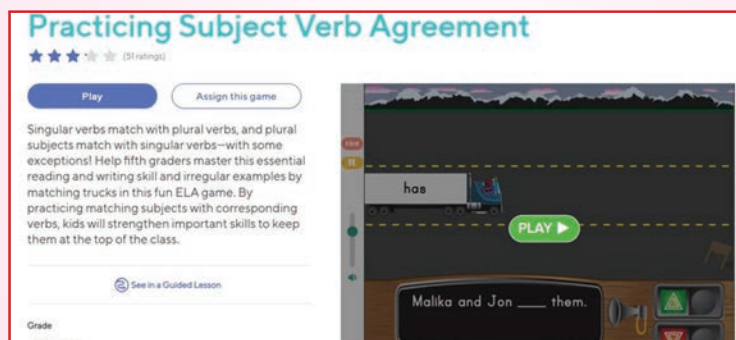 Practicing Subject Verb Agreement
(51 ratings)
Play
Assign this game
Singular verbs match with plural verbs, and plural
subjects match with singular verbs—with some
exceptions! Help fifth graders master this essential
reading and writing skill and irregular examples by
matching trucks in this fun ELA game. By
practicing matching subjects with corresponding
verbs, kids will strengthen important skills to keep
them at the top of the class.
See in a Guided Lesson
Grade
has
PLAY
Malika and Jon ____ them.